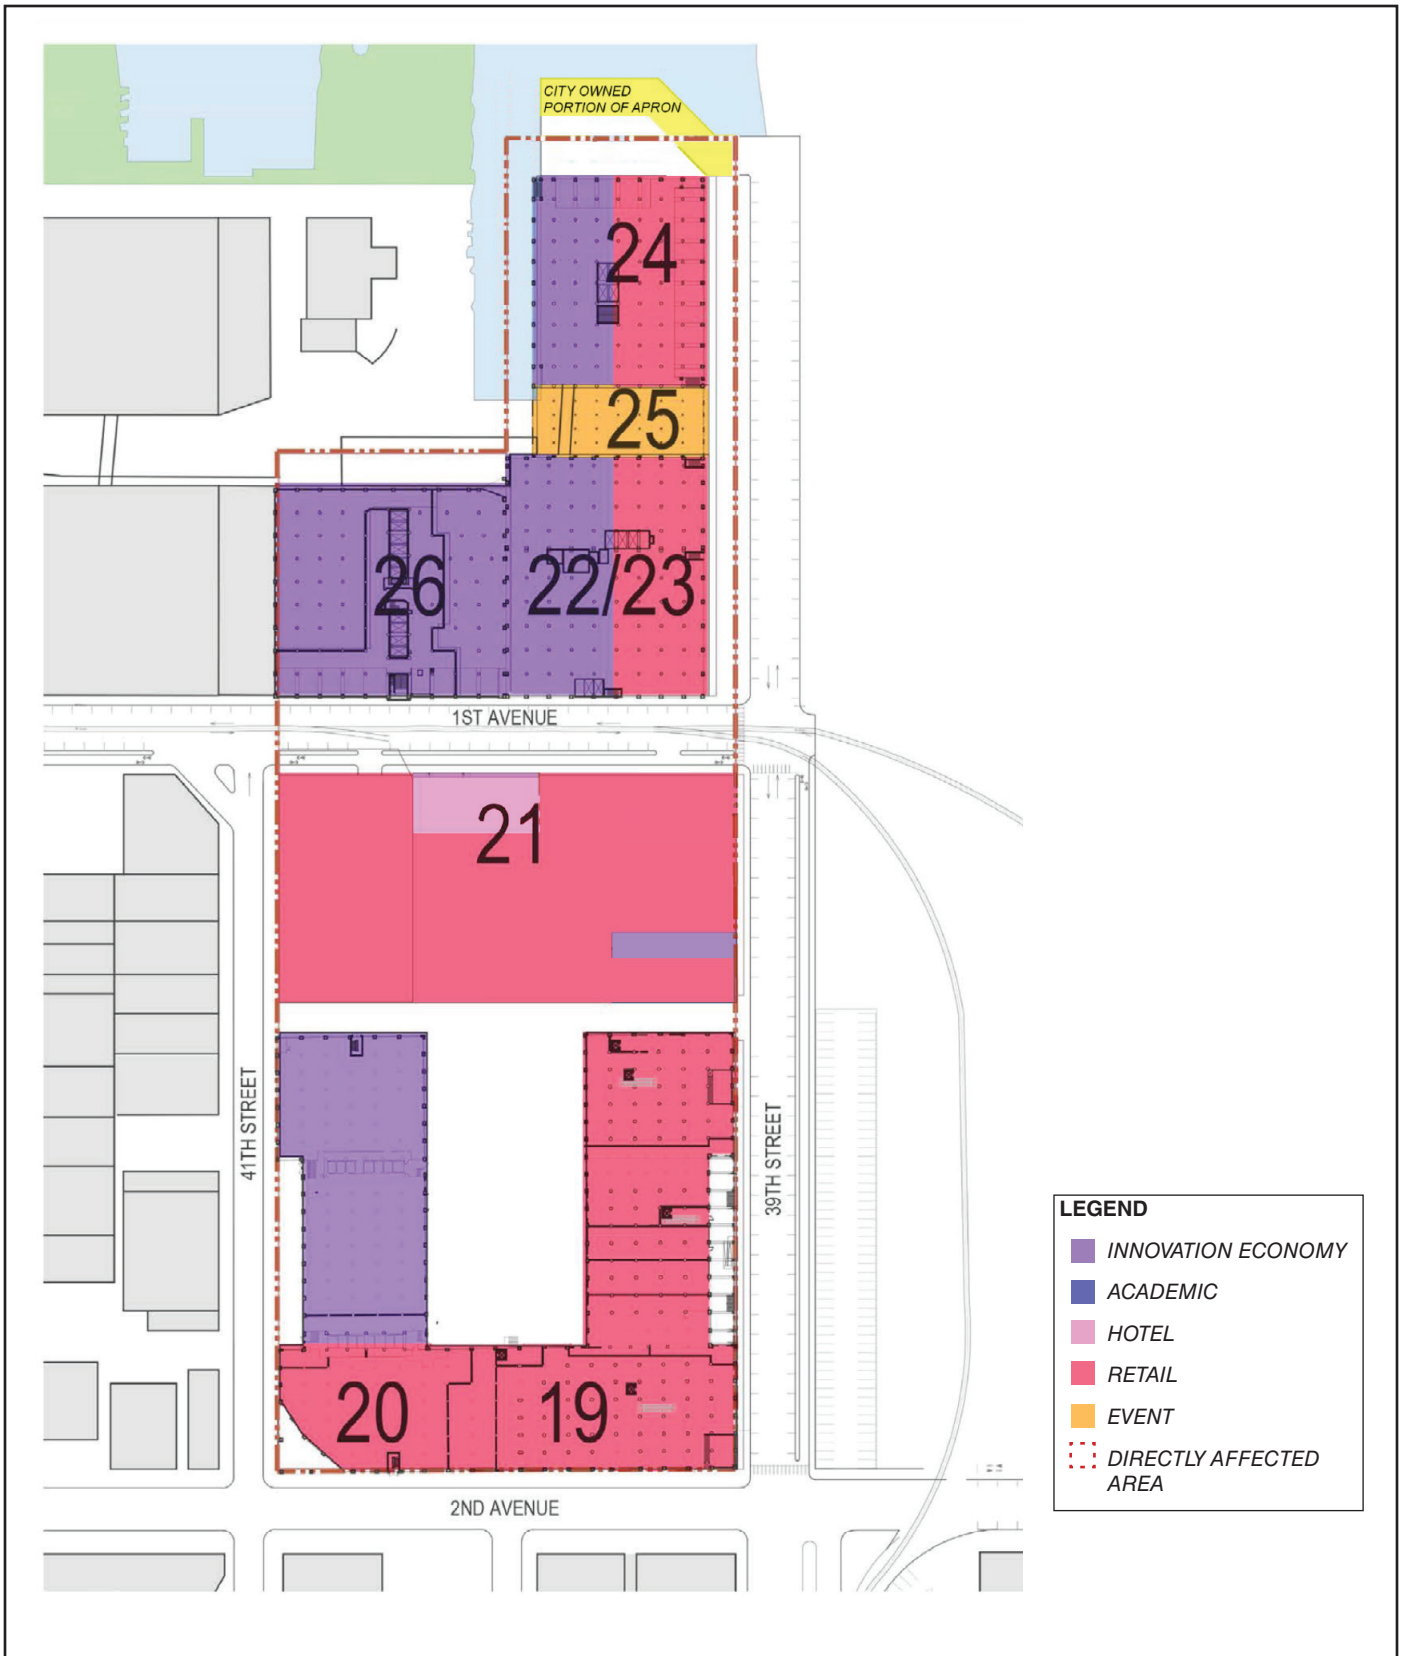 CITY OWNED
PORTION OF APRON
24
25
26
22/23
1ST AVENUE
21
41TH STREET
39TH STREET
20
19
2ND AVENUE
LEGEND
INNOVATION ECONOMY
ACADEMIC
HOTEL
RETAIL
EVENT
DIRECTLY AFFECTED
AREA